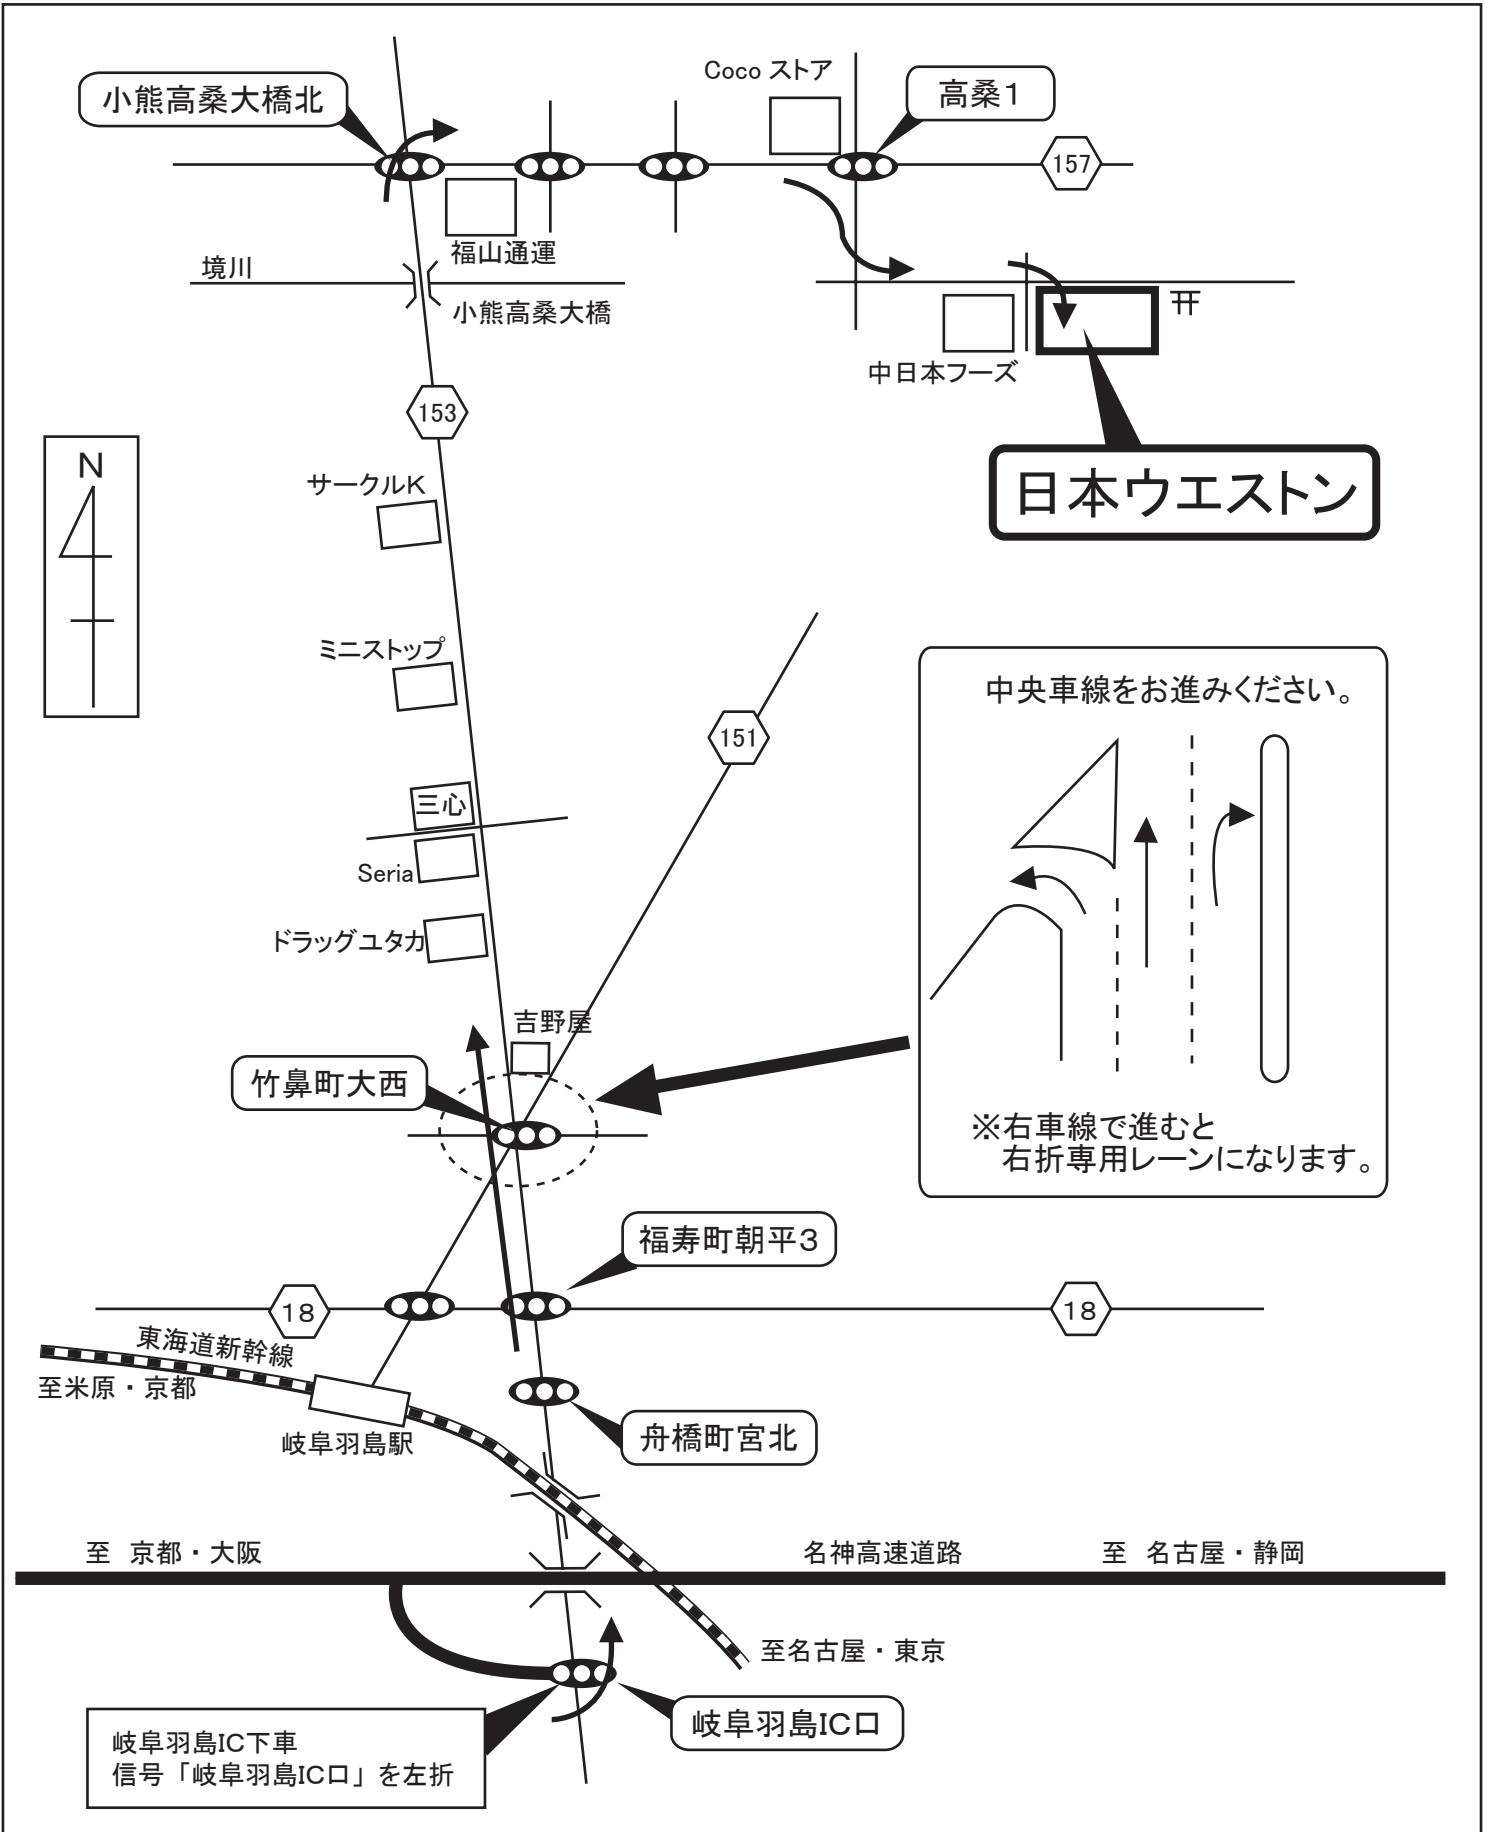 Coco ストア
小熊高桑大橋北
高桑1
157
福山通運
境川
小熊高桑大橋
中日本フーズ
153
日本ウエストン
N
サークルK
ミニストップ
中央車線をお進みください。
151
三心
Seria
ドラッグユタカ
吉野屋
竹鼻町大西
※右車線で進むと
右折専用レーンになります。
福寿町朝平3
18
18
東海道新幹線
至米原・京都
岐阜羽島駅
舟橋町宮北
至 京都・大阪
名神高速道路
至 名古屋・静岡
至名古屋・東京
岐阜羽島IC口
岐阜羽島IC下車
信号「岐阜羽島IC口」を左折